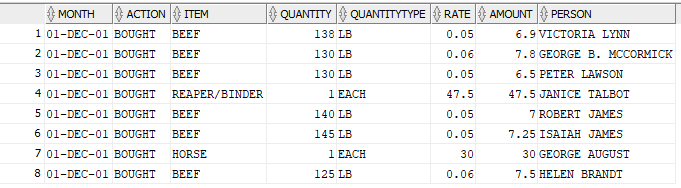 MONTH ACTION ITEM QUANTITY QUANTITYTYPE RATE AMOUNT PERSON
1 01-DEC-01 BOUGHT BEEF 138 LB 0.05 6.9 VICTORIA LYNN
2 01-DEC-01 BOUGHT BEEF 130 LB 0.06 7.8 GEORGE B. MCCORMICK
3 01-DEC-01 BOUGHT BEEF 130 LB 0.05 6.5 PETER LAWSON
4 01-DEC-01 BOUGHT REAPER/BINDER 1 EACH 47.5 47.5 JANICE TALBOT
5 01-DEC-01 BOUGHT BEEF 140 LB 0.05 7 ROBERT JAMES
6 01-DEC-01 BOUGHT BEEF 145 LB 0.05 7.25 ISAIAH JAMES
7 01-DEC-01 BOUGHT HORSE 1 EACH 30 30 GEORGE AUGUST
8 01-DEC-01 BOUGHT BEEF 125 LB 0.06 7.5 HELEN BRANDT